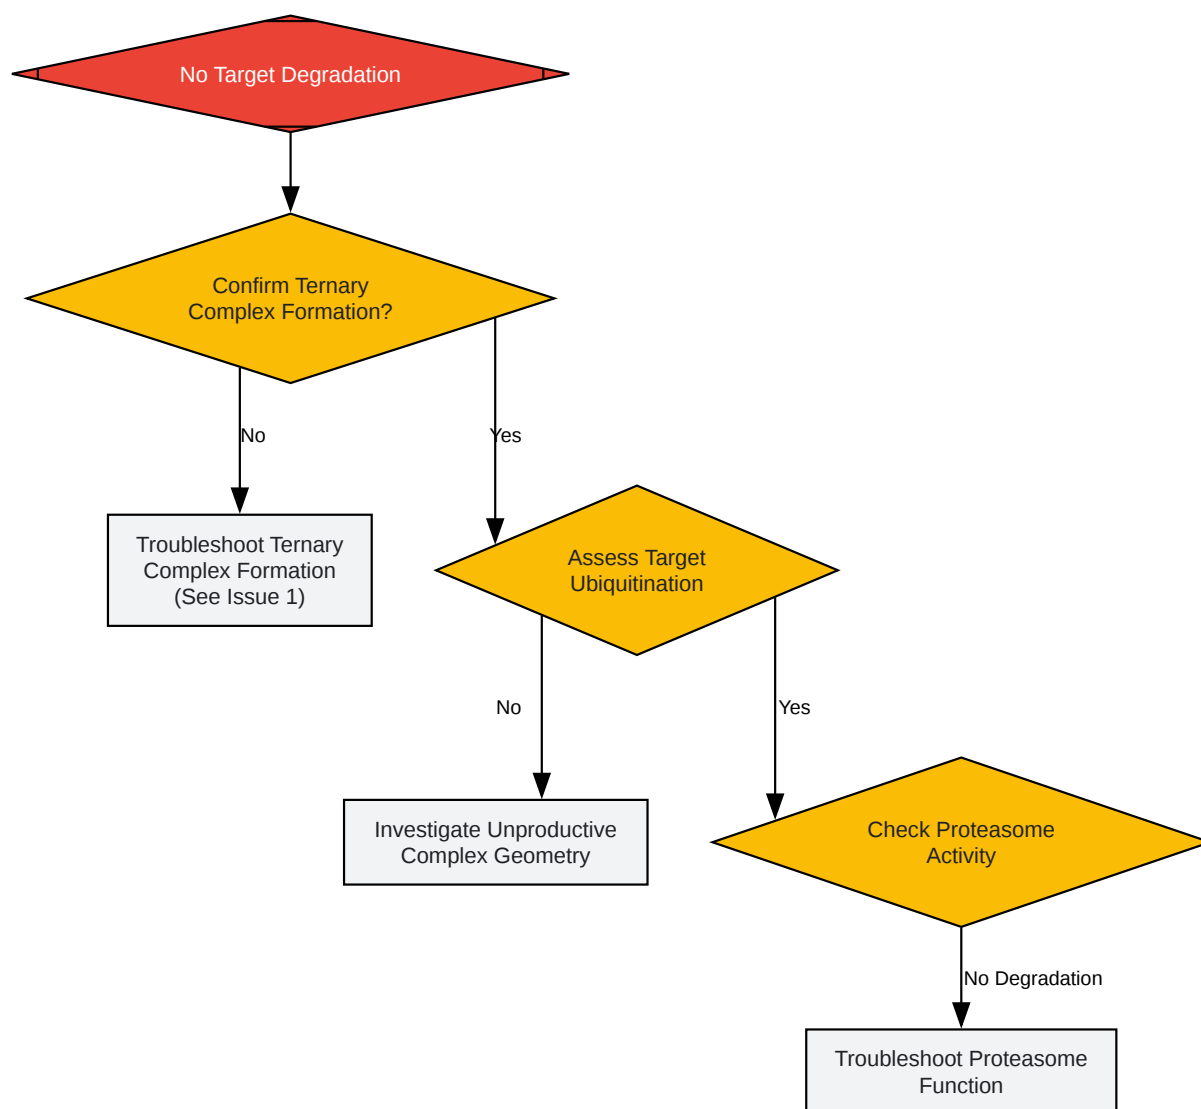 No Target Degradation
Confirm Ternary
Complex Formation?
No
Yes
Troubleshoot Ternary
Complex Formation
(See Issue 1)
Assess Target
Ubiquitination
No
Yes
Investigate Unproductive
Complex Geometry
Check Proteasome
Activity
No Degradation
Troubleshoot Proteasome
Function